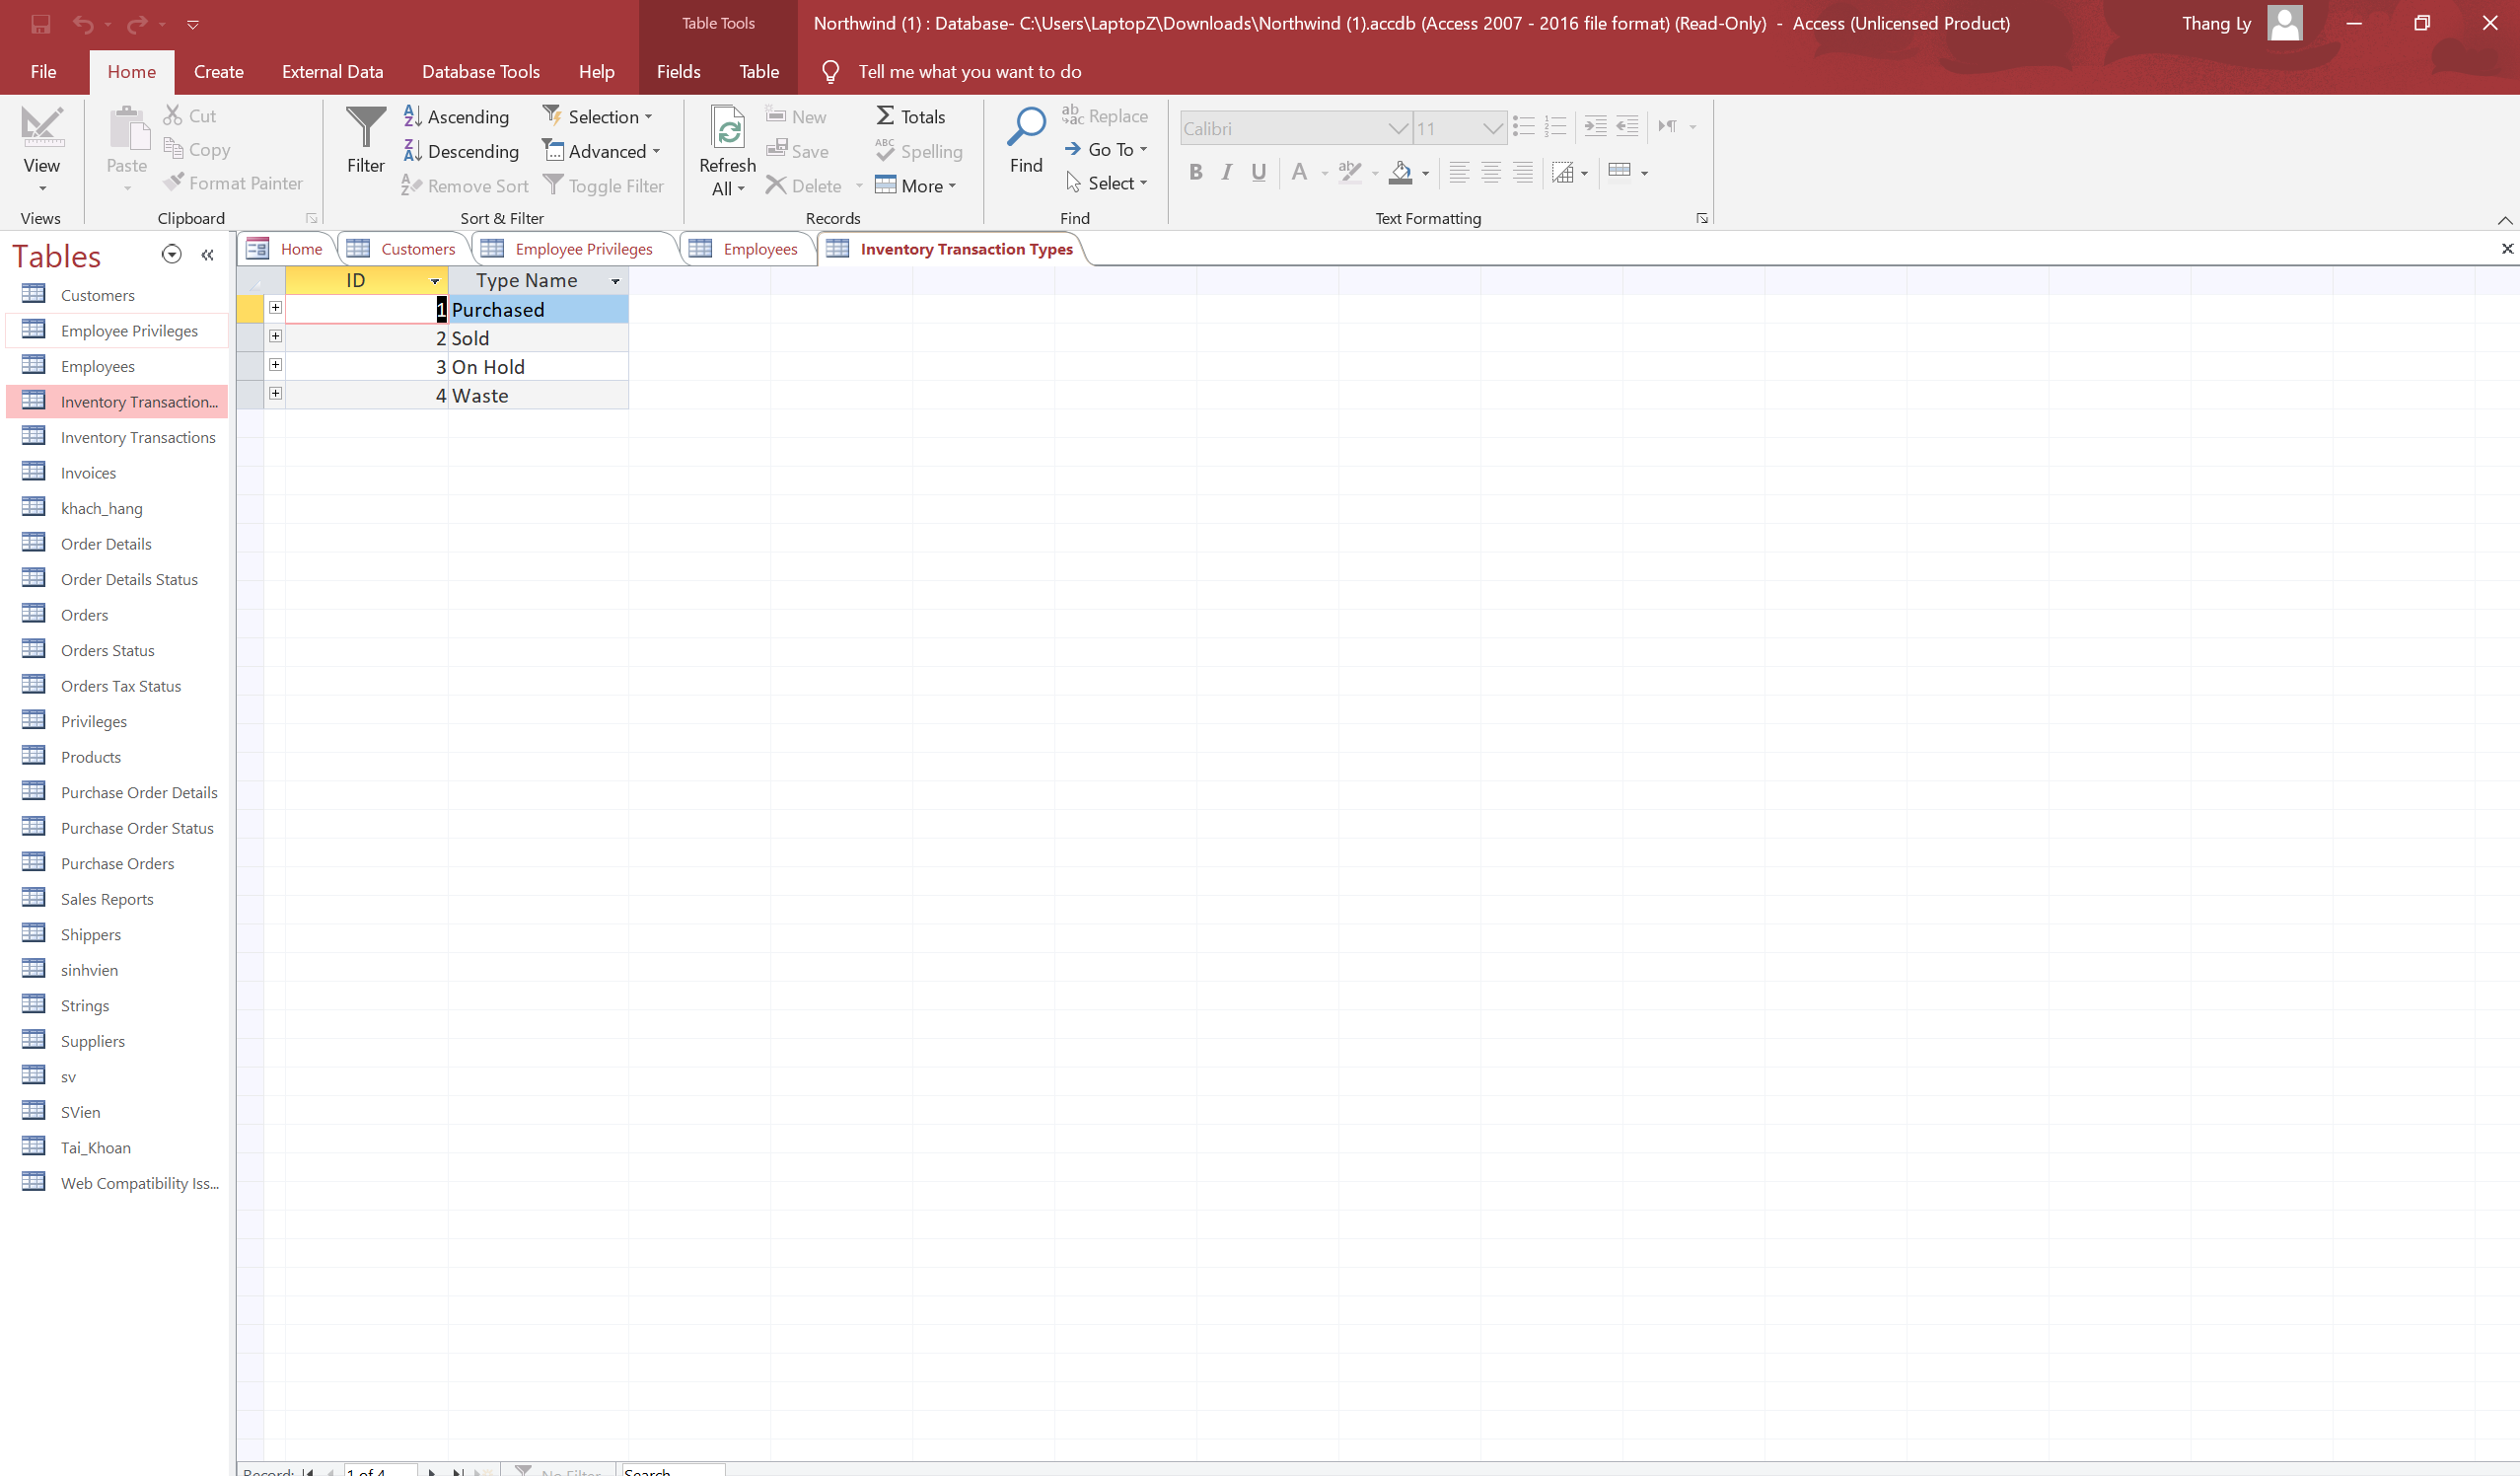 Table Tools
Northwind (1) : Database- C:\Users\LaptopZ\Downloads\Northwind (1).accdb (Access 2007 - 2016 file format) (Read-Only) - Access (Unlicensed Product)
Thang Ly
File Home Create External Data Database Tools Help Fields Table Tell me what you want to do
View
Views
Paste
Cut
Copy
Format Painter
Clipboard
Filter
Ascending
Descending
Remove Sort
Selection
Advanced
Toggle Filter
Sort & Filter
Refresh
All
New
Save
Delete
Totals
Spelling
More
Records
Find
Replace
Go To
Select
Find
Calibri 11
B I U A
Text Formatting
Tables
Customers
Employee Privileges
Employees
Inventory Transaction...
Inventory Transactions
Invoices
khach_hang
Order Details
Order Details Status
Orders
Orders Status
Orders Tax Status
Privileges
Products
Purchase Order Details
Purchase Order Status
Purchase Orders
Sales Reports
Shippers
sinhvien
Strings
Suppliers
sv
SVien
Tai_Khoan
Web Compatibility Iss...
Home Customers Employee Privileges Employees Inventory Transaction Types
ID Type Name
1 Purchased
2 Sold
3 On Hold
4 Waste
Record: 1 of 4 No Filter Search